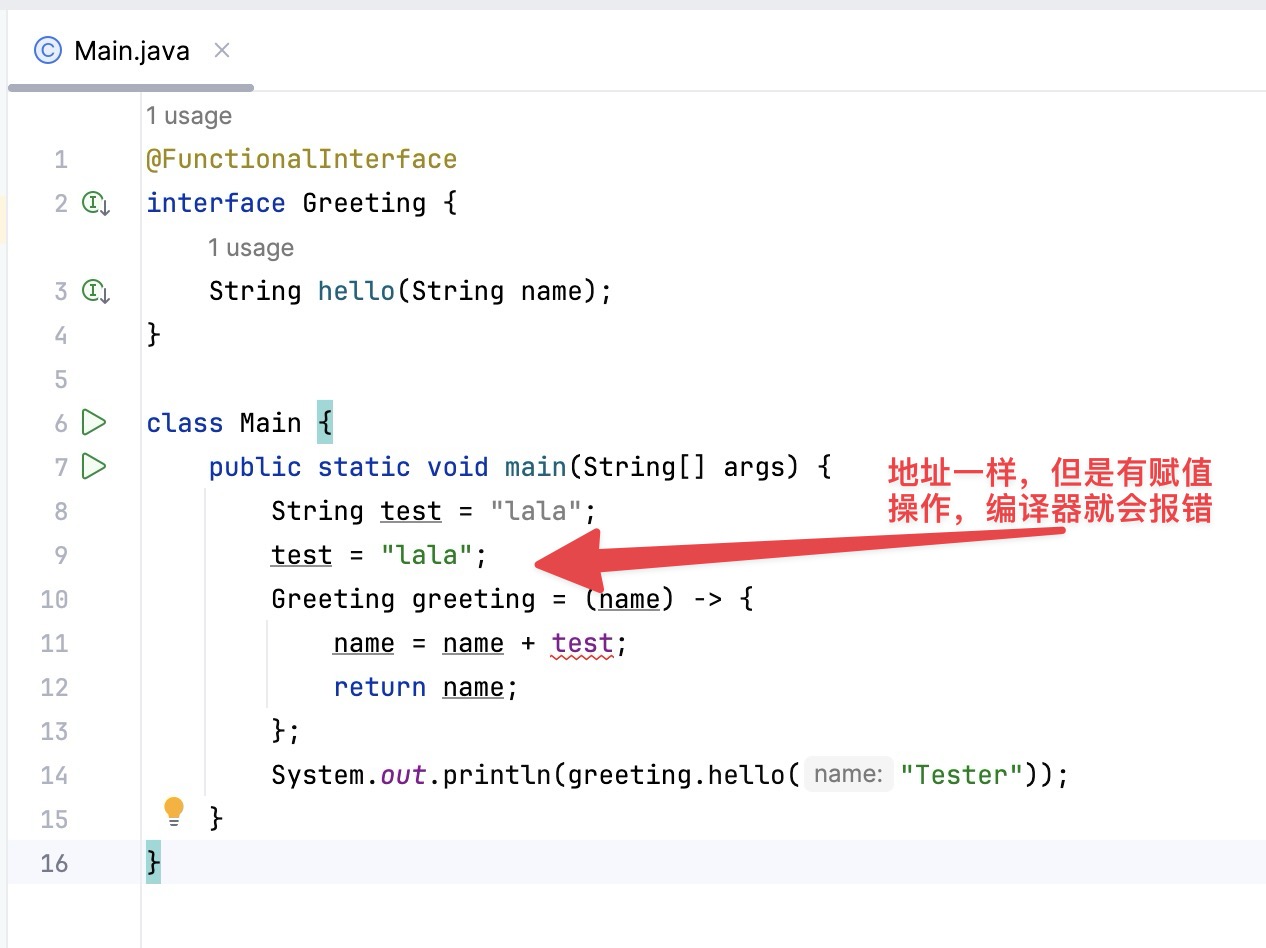 Main.java
1 usage
1 @FunctionalInterface
2 interface Greeting {
1 usage
3 String hello(String name);
4 }
5
6 class Main {
7 public static void main(String[] args) {
地址一样，但是有赋值
操作，编译器就会报错
8 String test = "lala";
9 test = "lala";
10 Greeting greeting = (name) -> {
11 name = name + test;
12 return name;
13 };
14 System.out.println(greeting.hello( name: "Tester"));
15 }
16 }